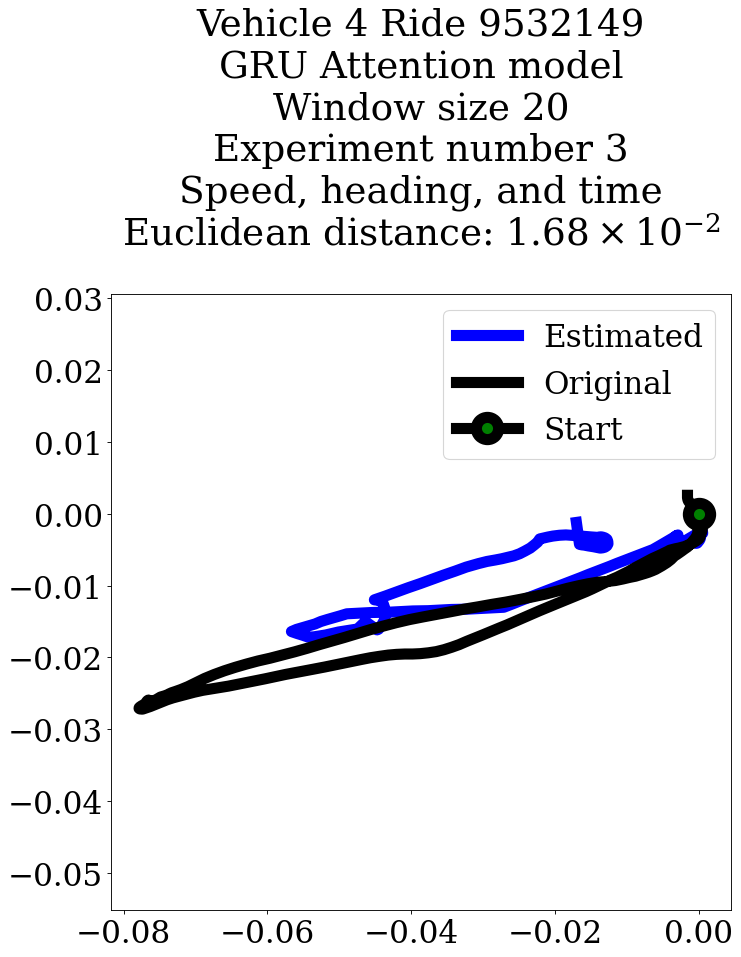 Vehicle 4 Ride 9532149
GRU Attention model
Window size 20
Experiment number 3
Speed, heading, and time
Euclidean distance: 1.68 × 10⁻²
0.03
Estimated
0.02
Original
0.01
Start
0.00
−0.01
−0.02
−0.03
−0.04
−0.05
−0.08 −0.06 −0.04 −0.02 0.00